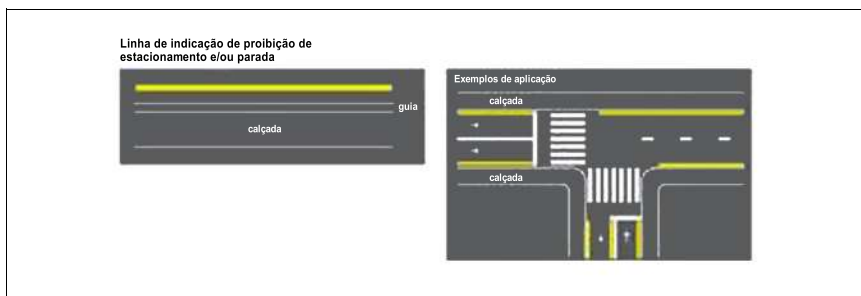 Linha de indicação de proibição de
estacionamento e/ou parada
guia
calçada
Exemplos de aplicação
calçada
calçada